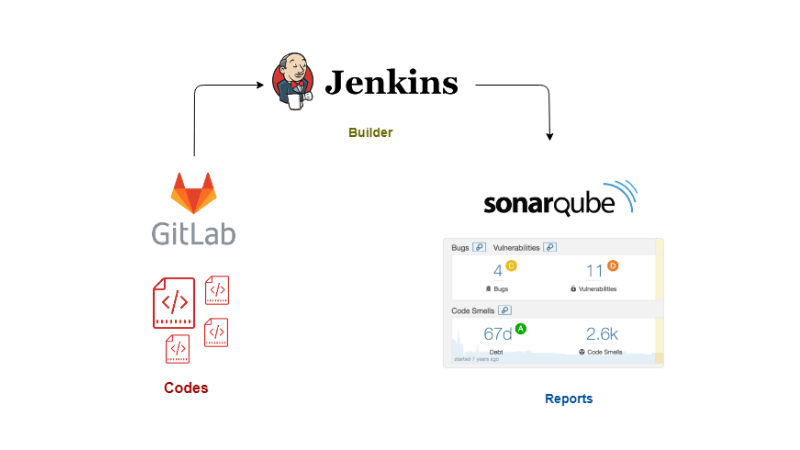 Jenkins
Builder
GitLab
</>
</>
</>
</>
Codes
sonarqube
Bugs Vulnerabilities
4 C 11 D
Bugs Vulnerabilities
Code Smells
67d A 2.6k
Debt Code Smells
started 7 years ago
Reports